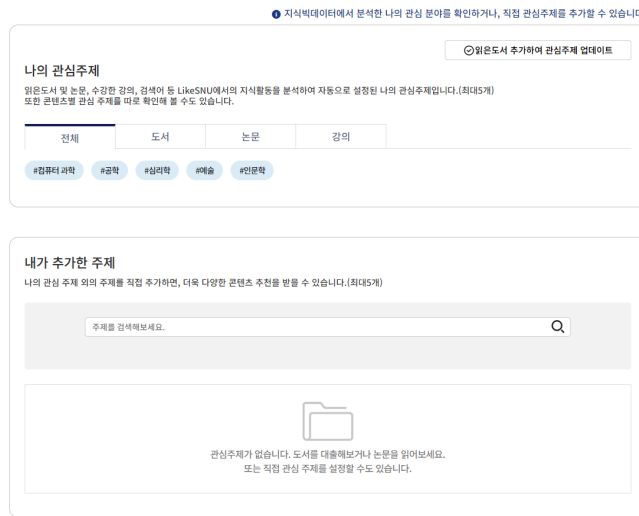 지식빅데이터에서 분석한 나의 관심 분야를 확인하거나, 직접 관심주제를 추가할 수 있습니다
읽은도서 추가하여 관심주제 업데이트
나의 관심주제
읽은도서 및 논문, 수강한 강의, 검색어 등 LikeSNU에서의 지식활동을 분석하여 자동으로 설정된 나의 관심주제입니다.(최대5개)
또한 콘텐츠별 관심 주제를 따로 확인해 볼 수도 있습니다.
전체 도서 논문 강의
#컴퓨터 과학 #공학 #심리학 #예술 #인문학
내가 추가한 주제
나의 관심 주제 외의 주제를 직접 추가하면, 더욱 다양한 콘텐츠 추천을 받을 수 있습니다.(최대5개)
주제를 검색해보세요.
관심주제가 없습니다. 도서를 대출해보거나 논문을 읽어보세요.
또는 직접 관심 주제를 설정할 수도 있습니다.